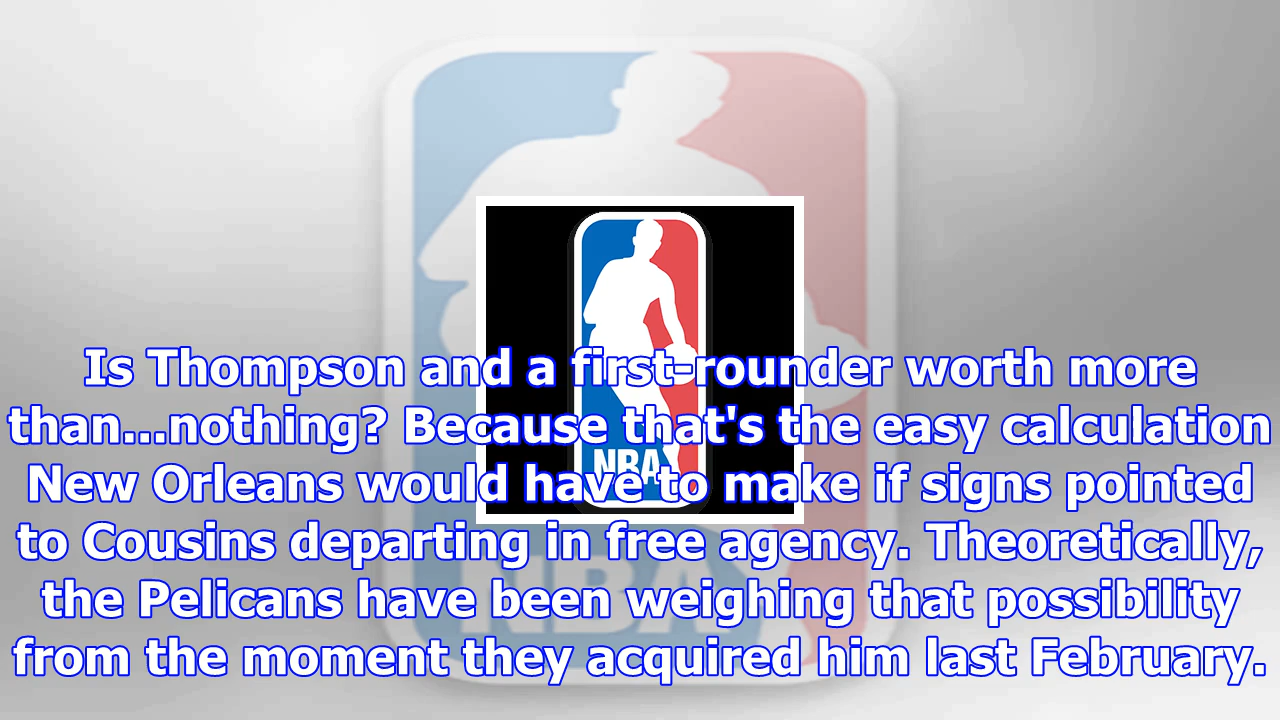 Is Thompson and a first-rounder worth more
than...nothing? Because that's the easy calculation
New Orleans would have to make if signs pointed
to Cousins departing in free agency. Theoretically,
the Pelicans have been weighing that possibility
from the moment they acquired him last February.
NBA
NBA